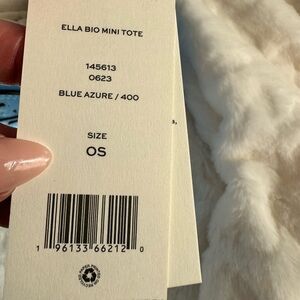 ELLA BIO MINI TOTE
145613
0623
BLUE AZURE / 400
SIZE
OS
1 96133 66212 0